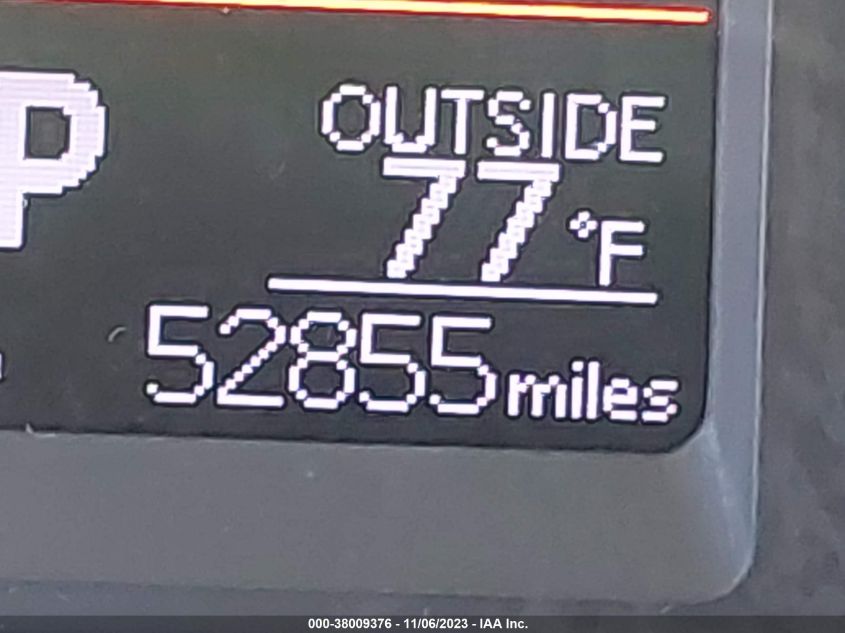 P
OUTSIDE
77 °F
52855 miles
000-38009376 - 11/06/2023 - IAA Inc.